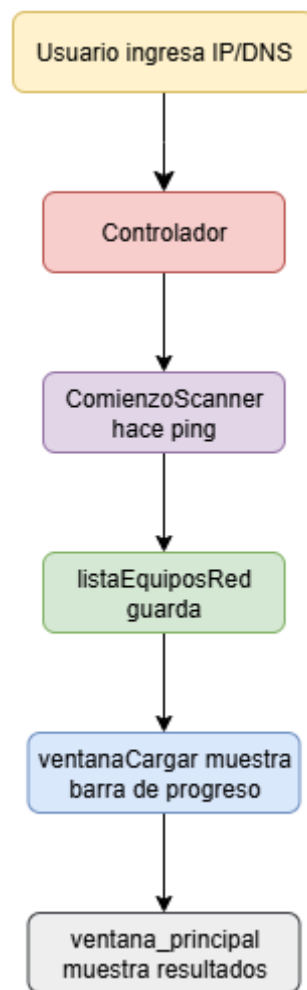 Usuario ingresa IP/DNS
Controlador
ComienzoScanner
hace ping
listaEquiposRed
guarda
ventanaCargar muestra
barra de progreso
ventana_principal
muestra resultados